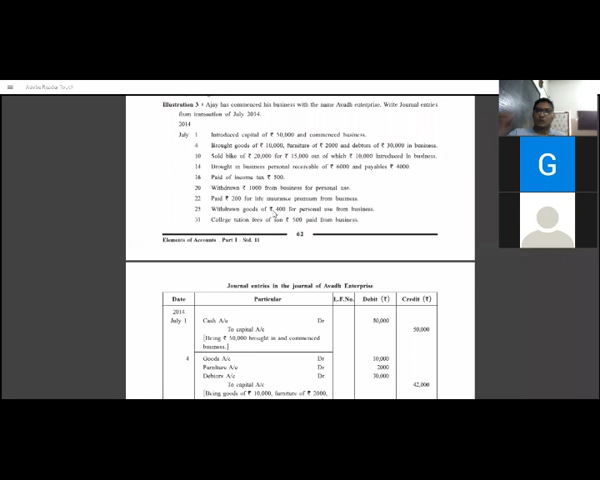 Adobe Reader Touch
Illustration 3 : Ajay has commenced his business with the name Avadh enterprise. Write Journal entries
from transaction of July 2014.
2014
July 1 Introduced capital of ₹ 50,000 and commenced business.
4 Brought goods of ₹ 10,000, furniture of ₹ 2000 and debtors of ₹ 30,000 in business.
10 Sold bike of ₹ 20,000 for ₹ 15,000 out of which ₹ 10,000 introduced in business.
14 Brought in business personal receivable of ₹ 6000 and payables ₹ 4000.
16 Paid of income tax ₹ 500.
20 Withdrawn ₹ 1000 from business for personal use.
22 Paid ₹ 200 for life insurance premium from business.
25 Withdrawn goods of ₹ 400 for personal use from business.
31 College tution fees of son ₹ 500 paid from business.
62
Elements of Accounts, Part I, Std. 11
Journal entries in the journal of Avadh Enterprise
Date Particular L.F.No. Debit (₹) Credit (₹)
2014
July 1 Cash A/c Dr 50,000
To capital A/c 50,000
[Being ₹ 50,000 brought in and commenced
business.]
4 Goods A/c Dr 10,000
Furniture A/c Dr 2000
Debtors A/c Dr 30,000
To capital A/c 42,000
[Being goods of ₹ 10,000, furniture of ₹ 2000,
G